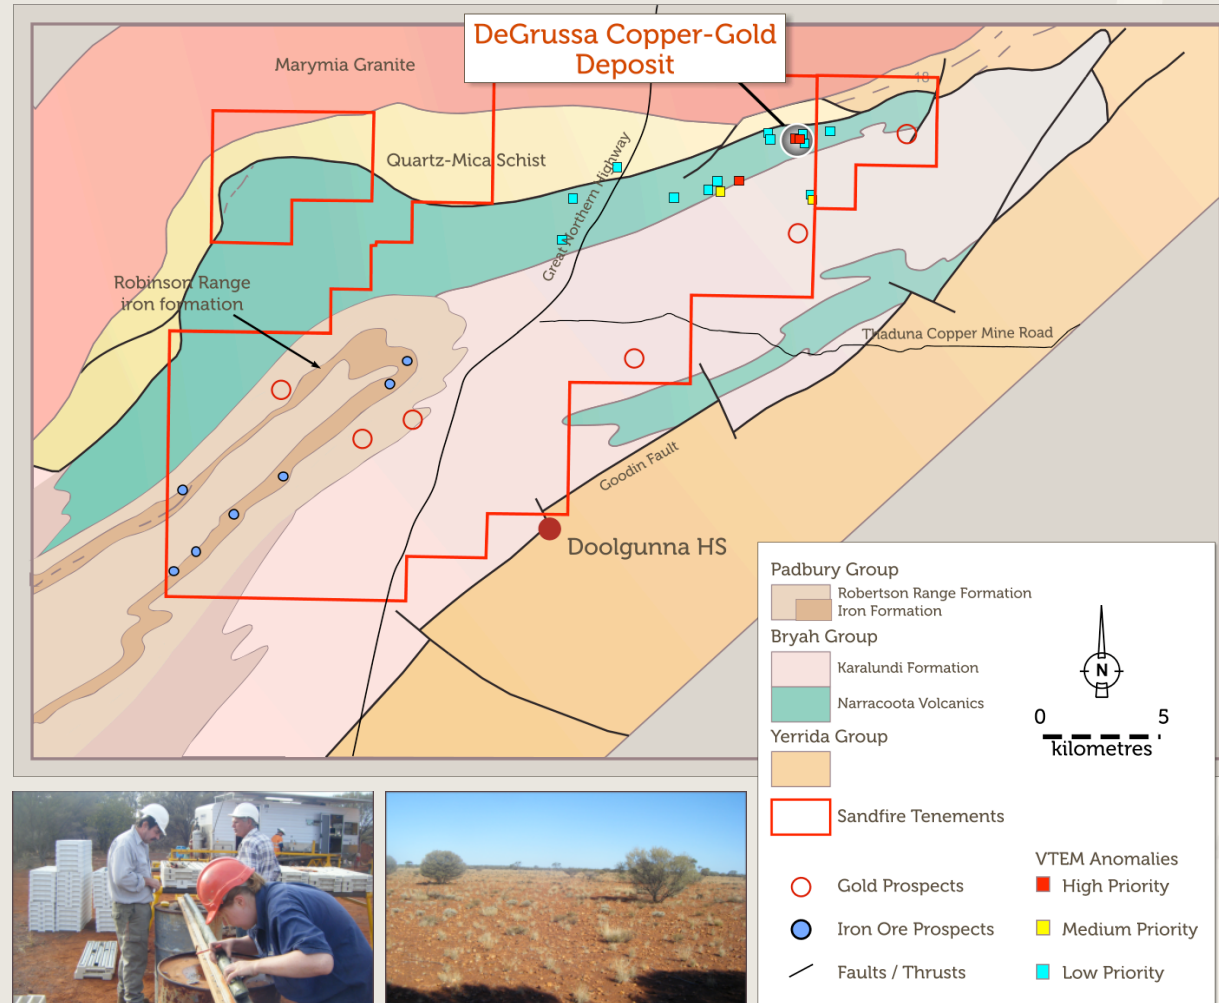 DeGrussa Copper-Gold
Deposit
Marymia Granite
18
Quartz-Mica Schist
Great Northern Highway
Robinson Range
iron formation
Thaduna Copper Mine Road
Goodin Fault
Doolgunna HS
Padbury Group
Robertson Range Formation
Iron Formation
Bryah Group
Karalundi Formation
Narracoota Volcanics
Yerrida Group
N
0 5
kilometres
Sandfire Tenements
VTEM Anomalies
Gold Prospects
High Priority
Iron Ore Prospects
Medium Priority
Faults / Thrusts
Low Priority